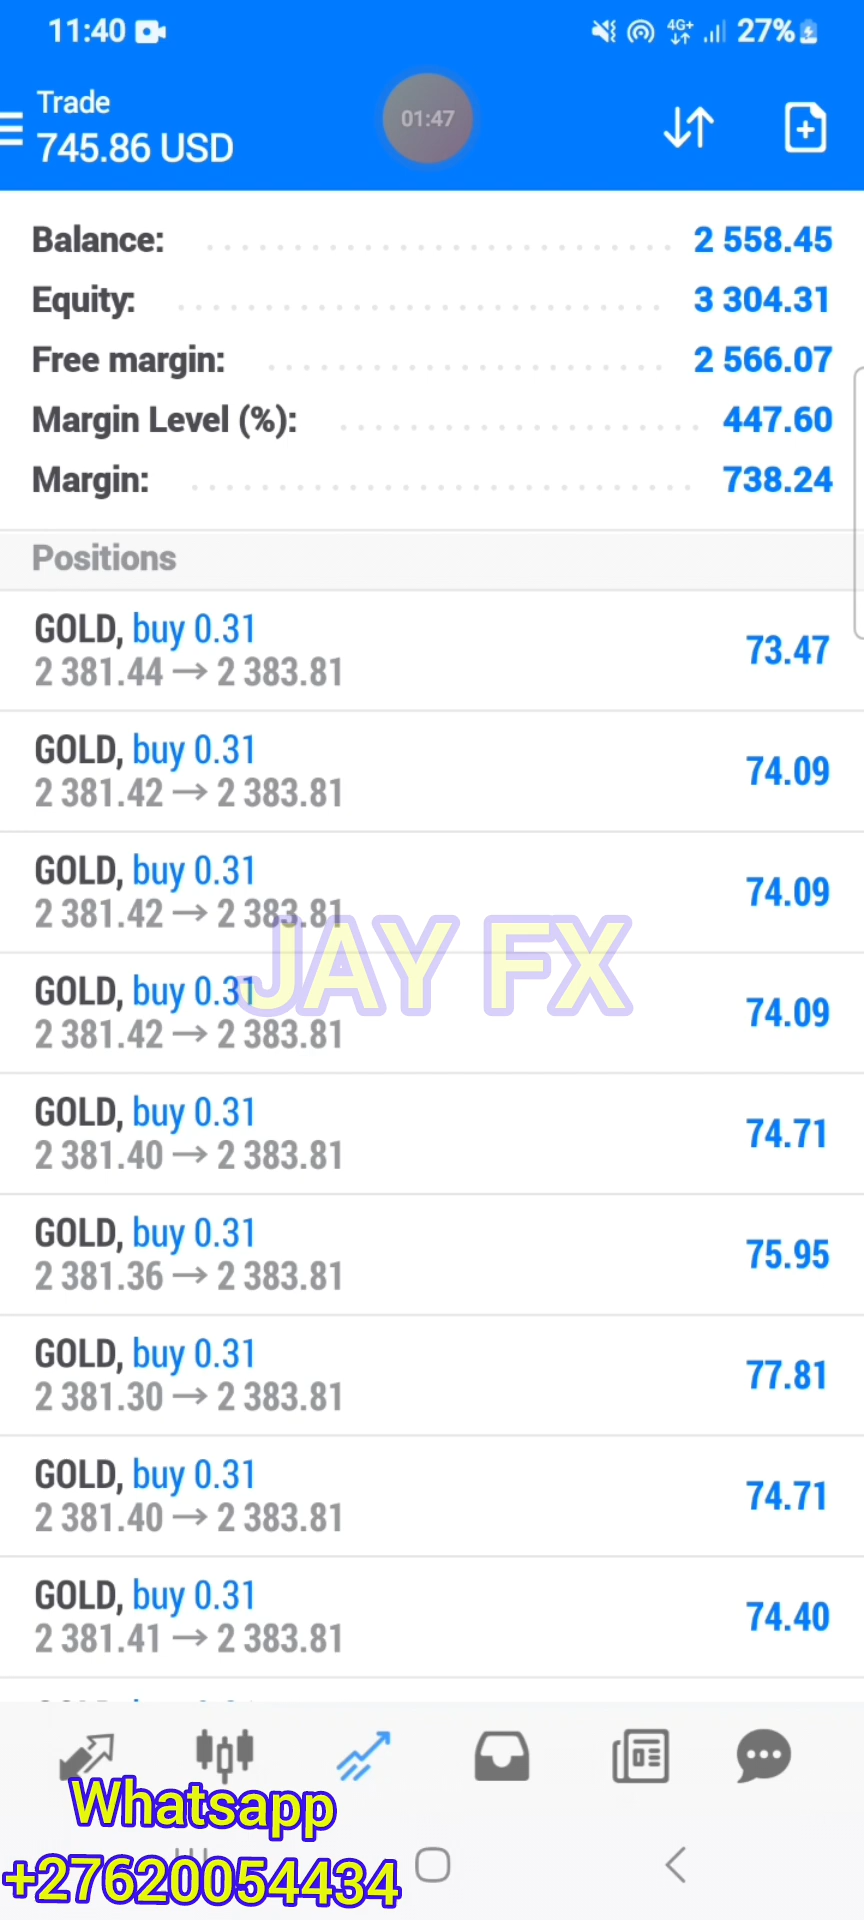 11:40
4G+
27%
Trade
745.86 USD
01:47
Balance: 2 558.45
Equity: 3 304.31
Free margin: 2 566.07
Margin Level (%): 447.60
Margin: 738.24
Positions
GOLD, buy 0.31
2 381.44 → 2 383.81
73.47
GOLD, buy 0.31
2 381.42 → 2 383.81
74.09
GOLD, buy 0.31
2 381.42 → 2 383.81
74.09
JAY FX
GOLD, buy 0.31
2 381.42 → 2 383.81
74.09
GOLD, buy 0.31
2 381.40 → 2 383.81
74.71
GOLD, buy 0.31
2 381.36 → 2 383.81
75.95
GOLD, buy 0.31
2 381.30 → 2 383.81
77.81
GOLD, buy 0.31
2 381.40 → 2 383.81
74.71
GOLD, buy 0.31
2 381.41 → 2 383.81
74.40
Whatsapp
+27620054434